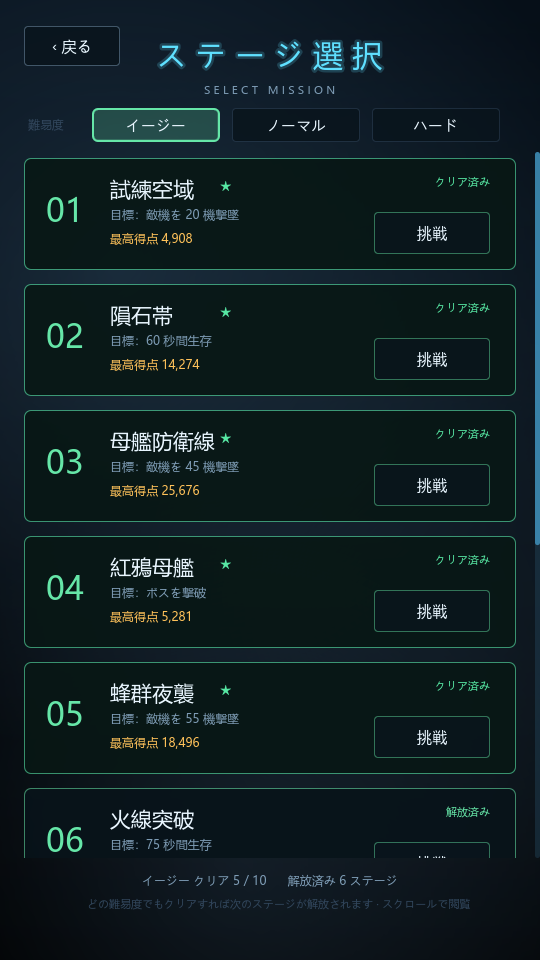 ‹ 戻る
ステージ選択
SELECT MISSION
難易度 イージー ノーマル ハード
01 試練空域 ★ クリア済み
目標: 敵機を 20 機撃墜
最高得点 4,908
挑戦
02 隕石帯 ★ クリア済み
目標: 60 秒間生存
最高得点 14,274
挑戦
03 母艦防衛線 ★ クリア済み
目標: 敵機を 45 機撃墜
最高得点 25,676
挑戦
04 紅鴉母艦 ★ クリア済み
目標: ボスを撃破
最高得点 5,281
挑戦
05 蜂群夜襲 ★ クリア済み
目標: 敵機を 55 機撃墜
最高得点 18,496
挑戦
06 火線突破 解放済み
目標: 75 秒間生存
イージー クリア 5 / 10 解放済み 6 ステージ
どの難易度でもクリアすれば次のステージが解放されます · スクロールで閲覧